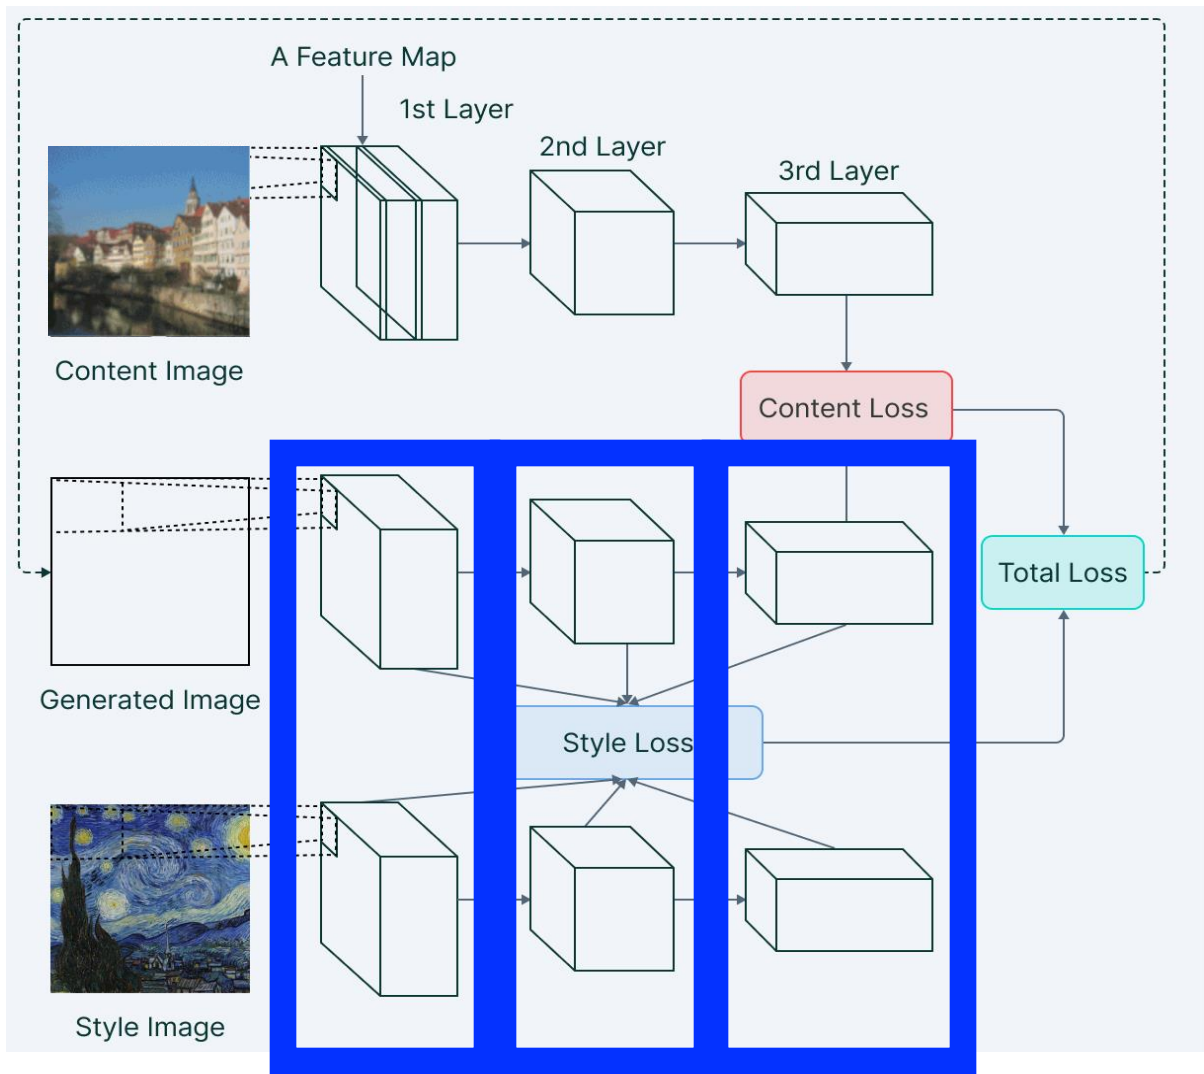 A Feature Map
1st Layer
2nd Layer
3rd Layer
Content Image
Content Loss
Total Loss
Generated Image
Style Loss
Style Image